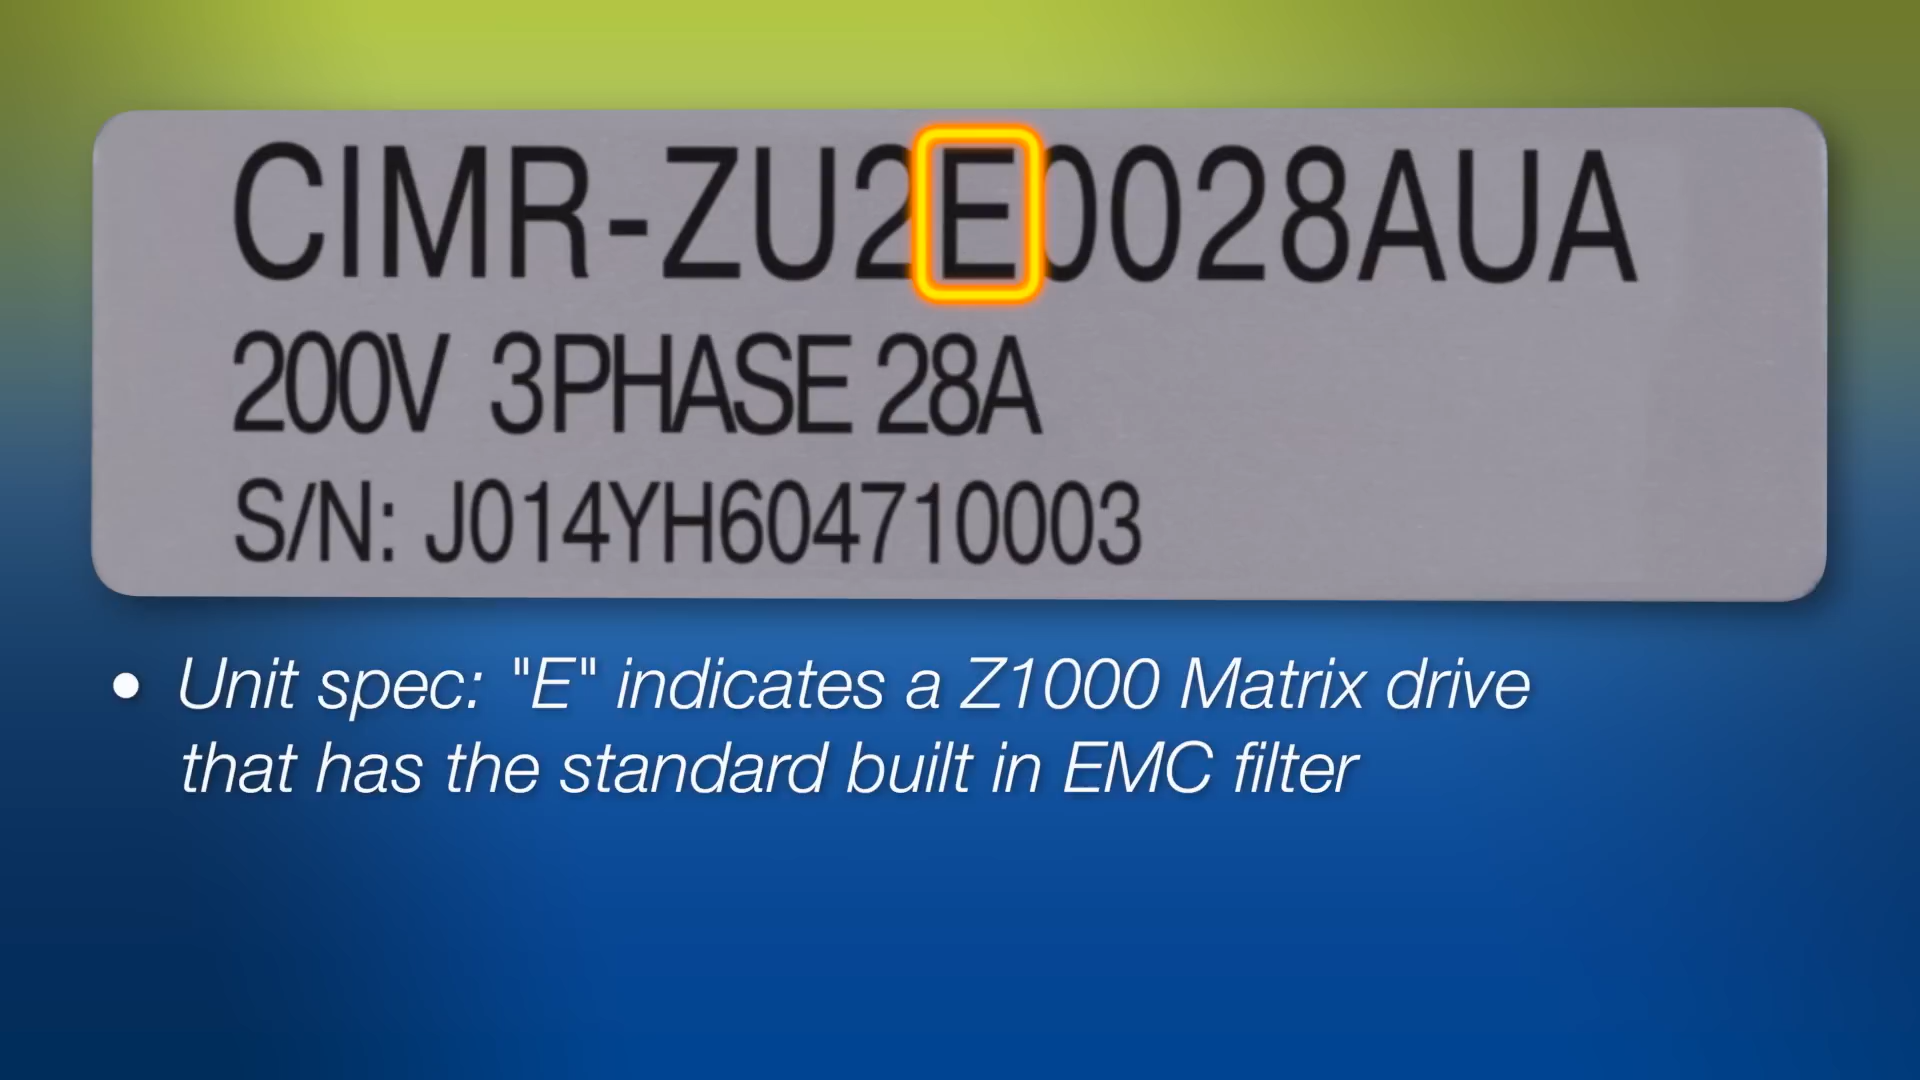 CIMR-ZU2E0028AUA
200V 3PHASE 28A
S/N: J014YH604710003
• Unit spec: "E" indicates a Z1000 Matrix drive
that has the standard built in EMC filter